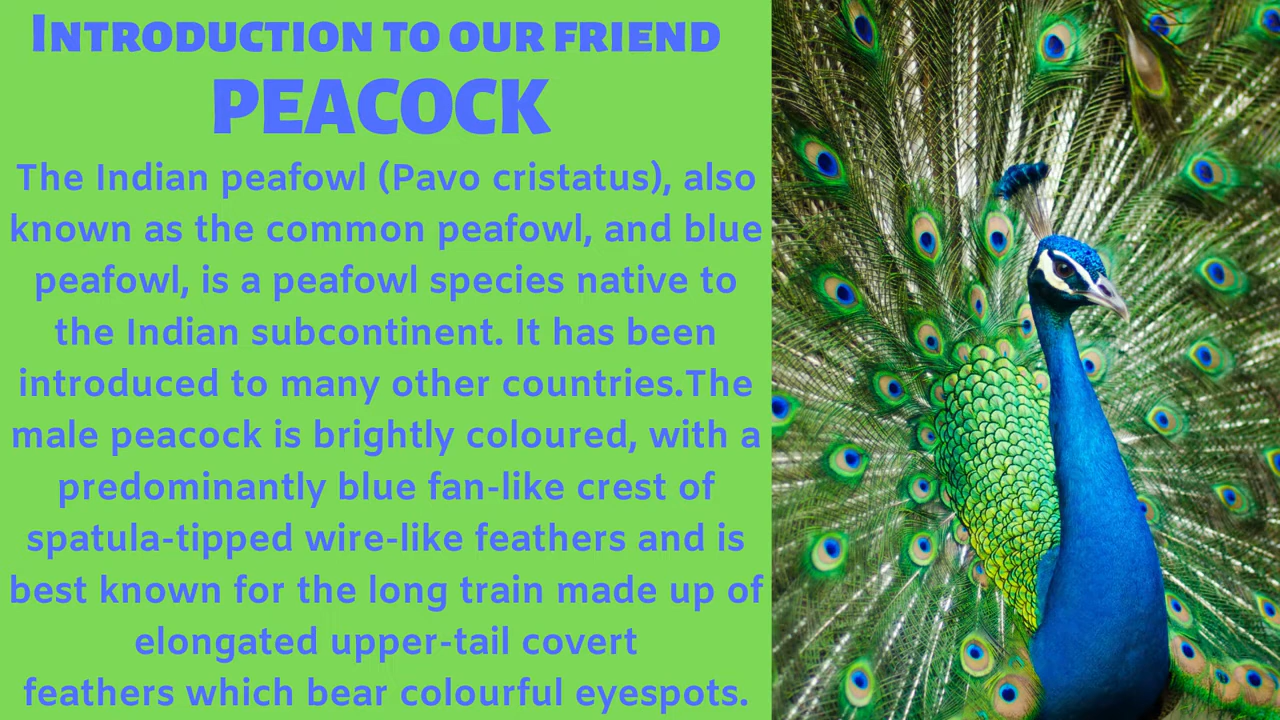 Introduction to our friend
PEACOCK
The Indian peafowl (Pavo cristatus), also
known as the common peafowl, and blue
peafowl, is a peafowl species native to
the Indian subcontinent. It has been
introduced to many other countries.The
male peacock is brightly coloured, with a
predominantly blue fan-like crest of
spatula-tipped wire-like feathers and is
best known for the long train made up of
elongated upper-tail covert
feathers which bear colourful eyespots.